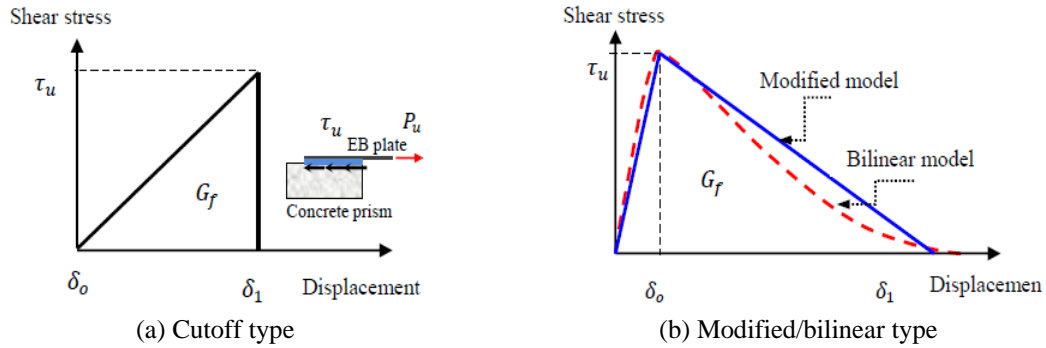 Shear stress
τu
τu
Pu
EB plate
Gf
Concrete prism
δo
δ1
Displacement
(a) Cutoff type
Shear stress
τu
Modified model
Bilinear model
Gf
δo
δ1
Displacemen
(b) Modified/bilinear type